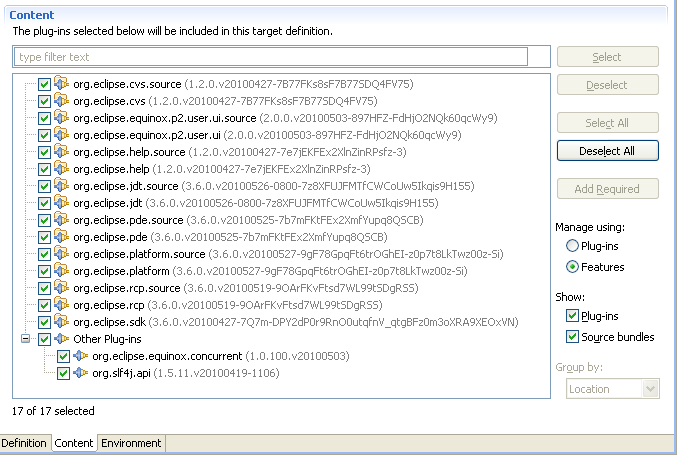 Content
The plug-ins selected below will be included in this target definition.
type filter text
Select
org.eclipse.cvs.source (1.2.0.v20100427-7B77FKs8sF7B77SDQ4FV75)
Deselect
org.eclipse.cvs (1.2.0.v20100427-7B77FKs8sF7B77SDQ4FV75)
org.eclipse.equinox.p2.user.ui.source (2.0.0.v20100503-897HFZ-FdHjO2NQk60qcWy9)
Select All
org.eclipse.equinox.p2.user.ui (2.0.0.v20100503-897HFZ-FdHjO2NQk60qcWy9)
org.eclipse.help.source (1.2.0.v20100427-7e7jEKFEx2XlnZinRPsfz-3)
Deselect All
org.eclipse.help (1.2.0.v20100427-7e7jEKFEx2XlnZinRPsfz-3)
org.eclipse.jdt.source (3.6.0.v20100526-0800-7z8XFUJFMTfCWCoUw5Ikqis9H155)
Add Required
org.eclipse.jdt (3.6.0.v20100526-0800-7z8XFUJFMTfCWCoUw5Ikqis9H155)
org.eclipse.pde.source (3.6.0.v20100525-7b7mFKtFEx2XmfYupq8QSCB)
Manage using:
org.eclipse.pde (3.6.0.v20100525-7b7mFKtFEx2XmfYupq8QSCB)
Plug-ins
org.eclipse.platform.source (3.6.0.v20100527-9gF78GpqFt6trOGhEI-z0p7t8LkTwz00z-Si)
org.eclipse.platform (3.6.0.v20100527-9gF78GpqFt6trOGhEI-z0p7t8LkTwz00z-Si)
Features
org.eclipse.rcp.source (3.6.0.v20100519-9OArFKvFtsd7WL99tSDgRSS)
Show:
org.eclipse.rcp (3.6.0.v20100519-9OArFKvFtsd7WL99tSDgRSS)
Plug-ins
org.eclipse.sdk (3.6.0.v20100427-7Q7m-DPY2dP0r9RnO0utqfnV_qtgBFz0m3oXRA9XEOxVN)
Other Plug-ins
Source bundles
org.eclipse.equinox.concurrent (1.0.100.v20100503)
Group by:
org.slf4j.api (1.5.11.v20100419-1106)
Location
17 of 17 selected
Definition
Content
Environment